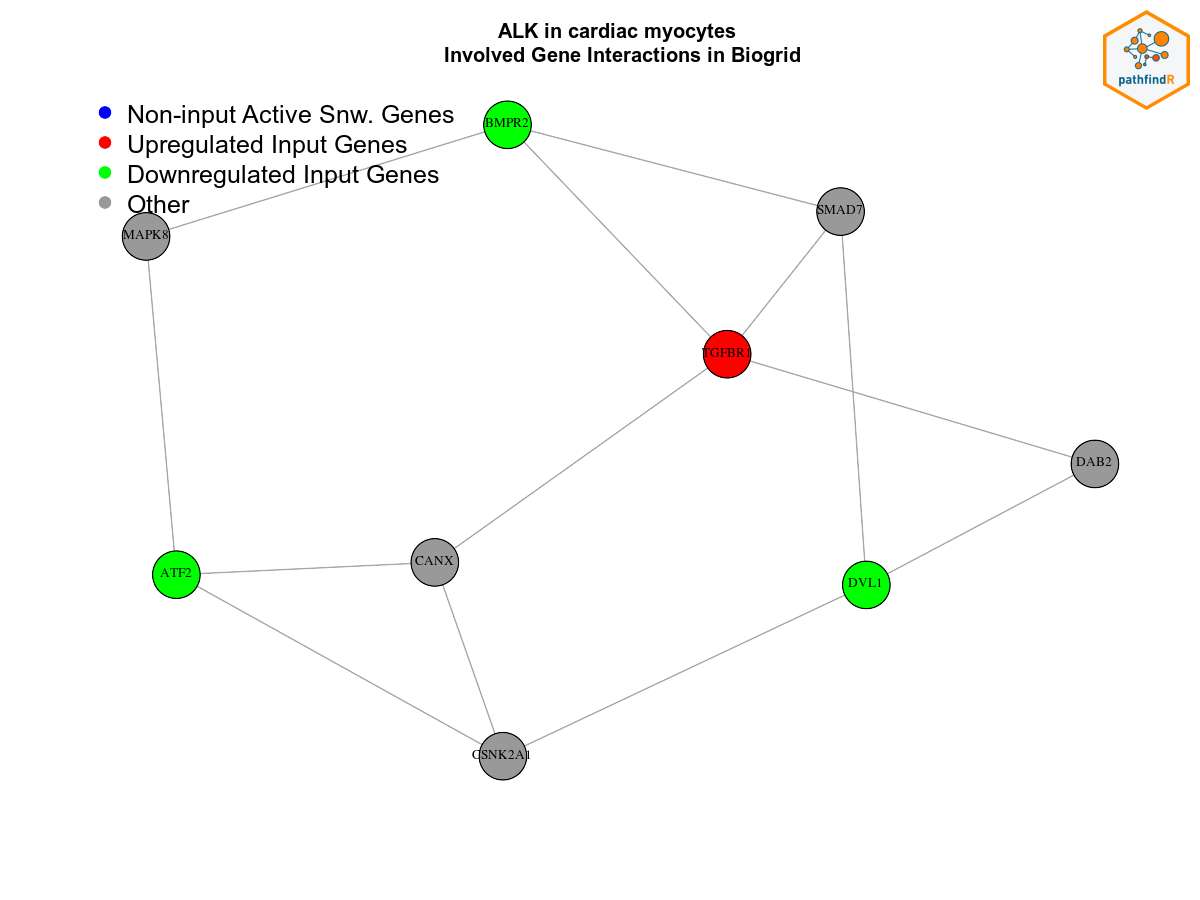 ALK in cardiac myocytes
Involved Gene Interactions in Biogrid
pathfindR
Non-input Active Snw. Genes
Upregulated Input Genes
Downregulated Input Genes
Other
BMPR2
SMAD7
MAPK8
TGFBR1
DAB2
CANX
ATF2
DVL1
CSNK2A1